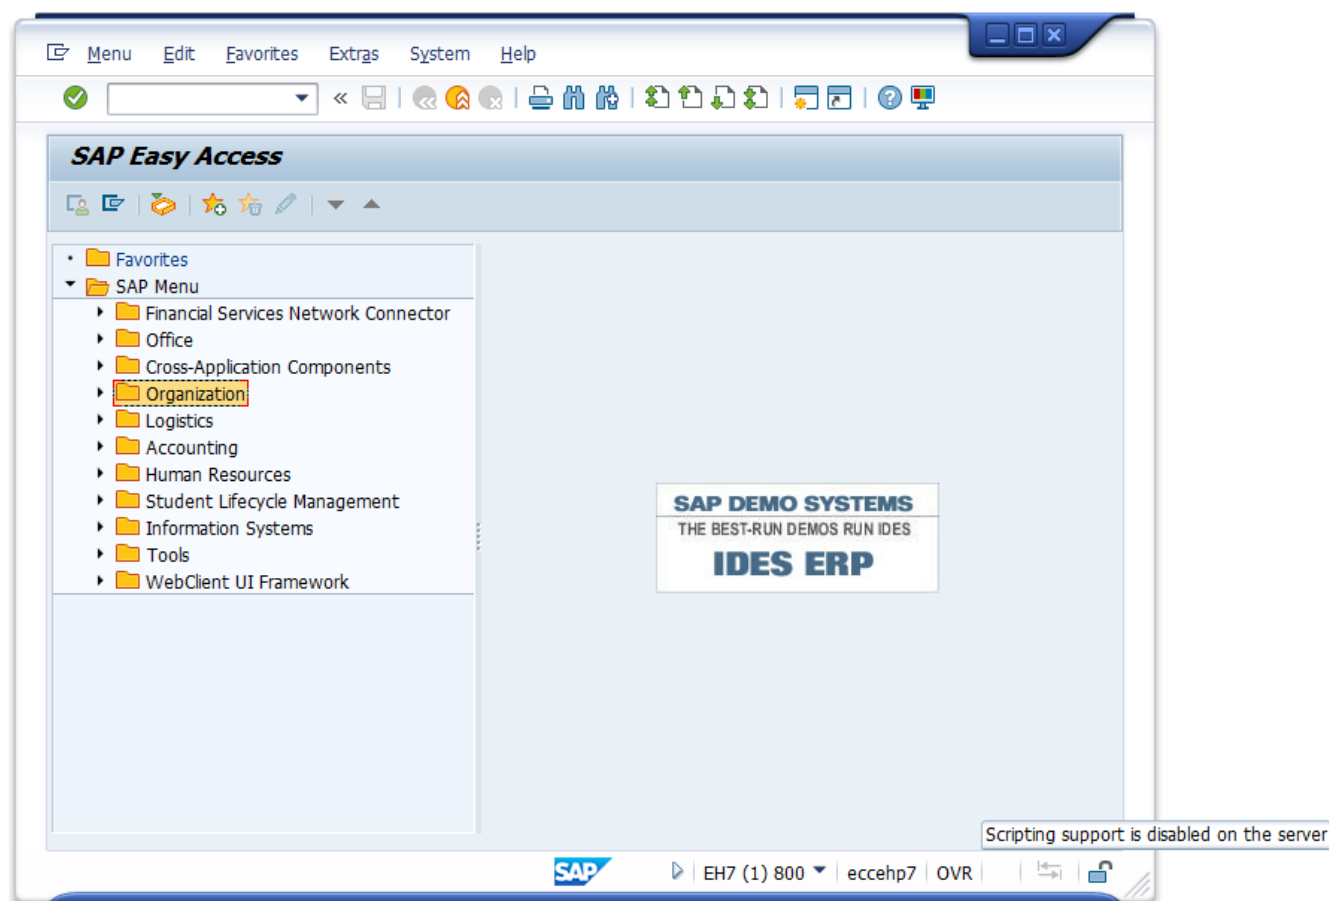 Menu Edit Favorites Extras System Help
SAP Easy Access
Favorites
SAP Menu
Financial Services Network Connector
Office
Cross-Application Components
Organization
Logistics
Accounting
Human Resources
Student Lifecycle Management
Information Systems
Tools
WebClient UI Framework
SAP DEMO SYSTEMS
THE BEST-RUN DEMOS RUN IDES
IDES ERP
Scripting support is disabled on the server
SAP EH7 (1) 800 eccehp7 OVR